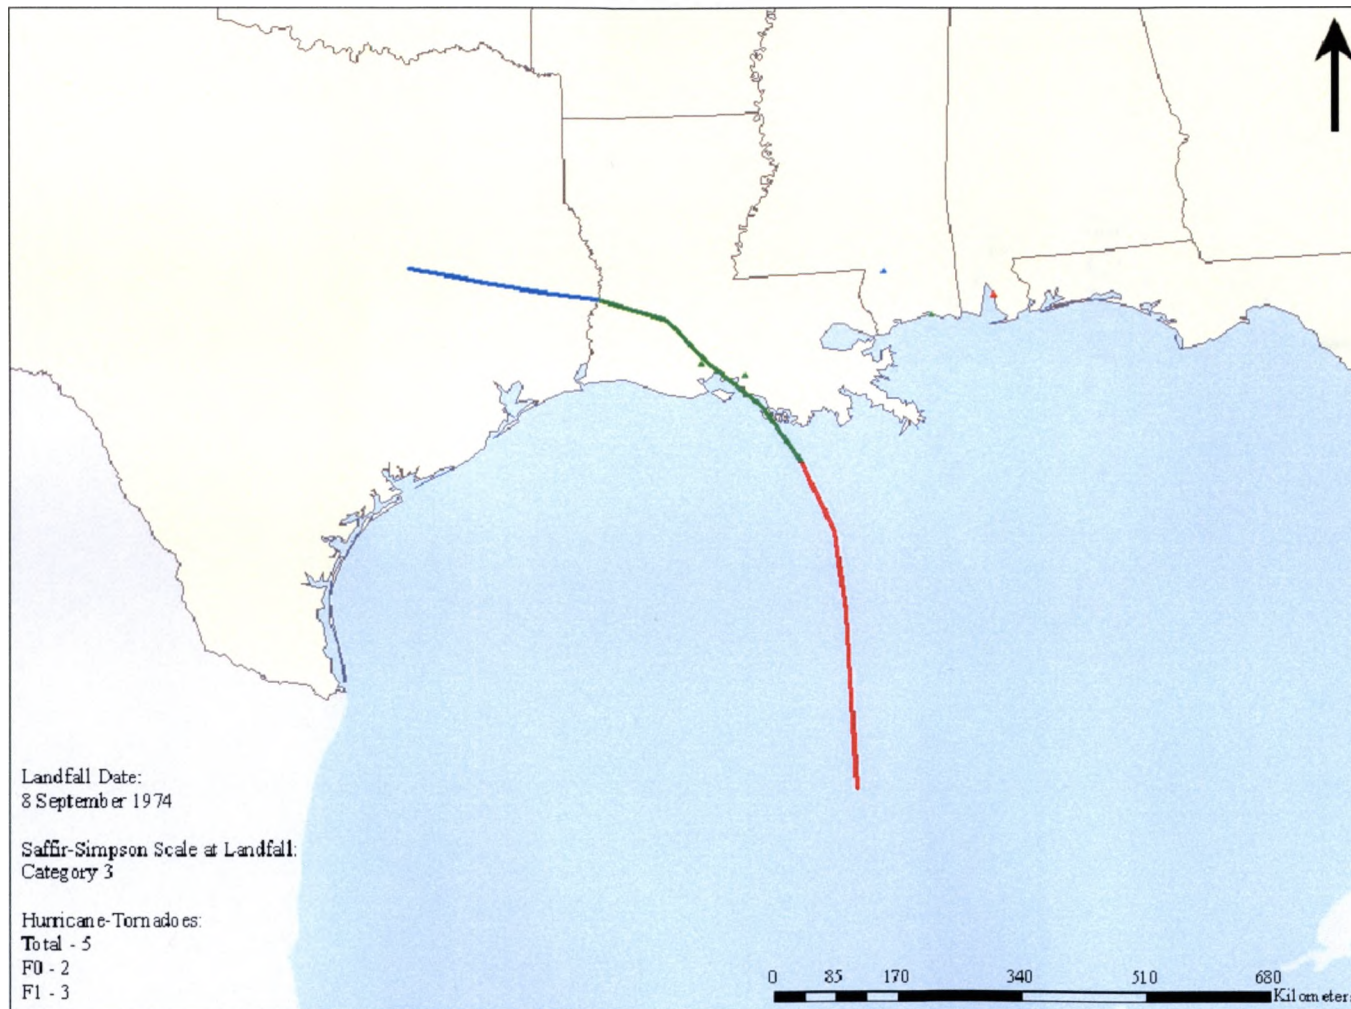 Landfall Date:
8 September 1974
Saffir-Simpson Scale at Landfall:
Category 3
Hurricane-Tornadoes:
Total - 5
F0 - 2
F1 - 3
0 85 170 340 510 680
Kilometers